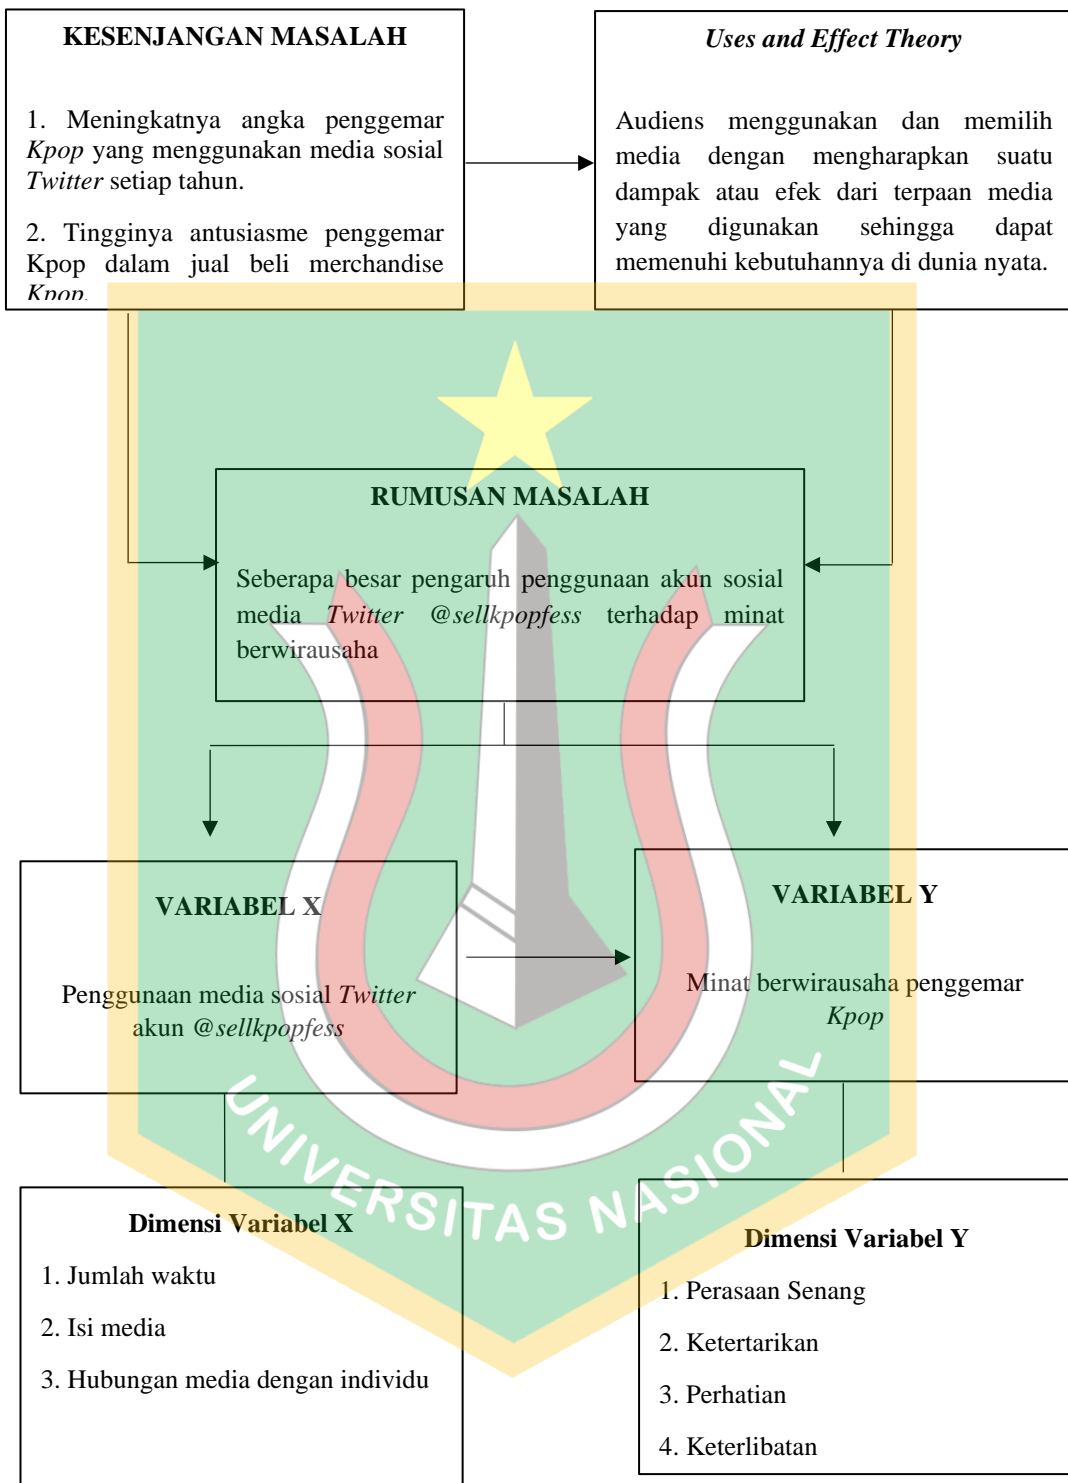 KESENJANGAN MASALAH
1. Meningkatnya angka penggemar
Kpop yang menggunakan media sosial
Twitter setiap tahun.
2. Tingginya antusiasme penggemar
Kpop dalam jual beli merchandise
Kpop.
Uses and Effect Theory
Audiens menggunakan dan memilih
media dengan mengharapkan suatu
dampak atau efek dari terpaan media
yang digunakan sehingga dapat
memenuhi kebutuhannya di dunia nyata.
RUMUSAN MASALAH
Seberapa besar pengaruh penggunaan akun sosial
media Twitter @sellkpopfess terhadap minat
berwirausaha
VARIABEL X
Penggunaan media sosial Twitter
akun @sellkpopfess
VARIABEL Y
Minat berwirausaha penggemar
Kpop
Dimensi Variabel X
1. Jumlah waktu
2. Isi media
3. Hubungan media dengan individu
Dimensi Variabel Y
1. Perasaan Senang
2. Ketertarikan
3. Perhatian
4. Keterlibatan
UNIVERSITAS NASIONAL